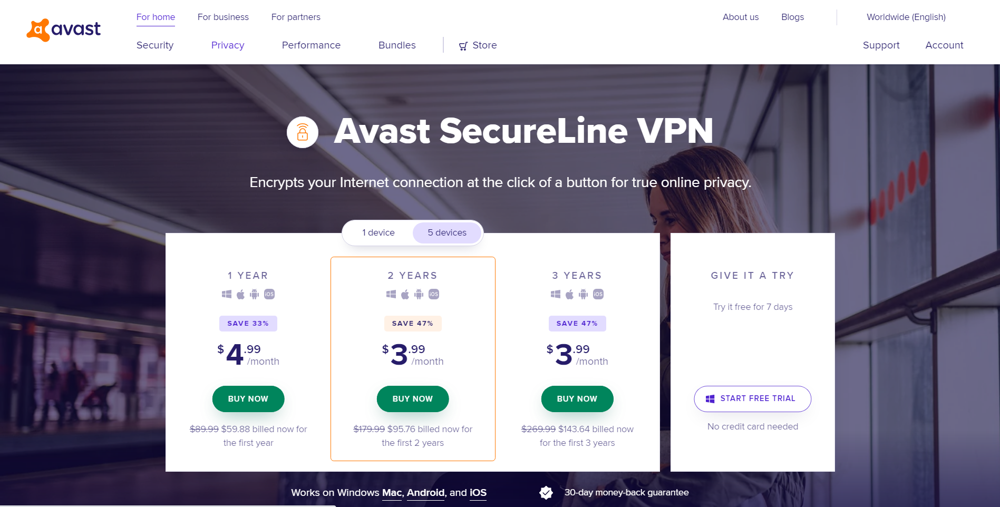 avast
For home
For business
For partners
About us
Blogs
Worldwide (English)
Security
Privacy
Performance
Bundles
Store
Support
Account
Avast SecureLine VPN
Encrypts your Internet connection at the click of a button for true online privacy.
1 device
5 devices
1 YEAR
iOS
SAVE 33%
$4.99
/month
BUY NOW
$89.99 $59.88 billed now for
the first year
2 YEARS
iOS
SAVE 47%
$3.99
/month
BUY NOW
$179.99 $95.76 billed now for
the first 2 years
3 YEARS
iOS
SAVE 47%
$3.99
/month
BUY NOW
$269.99 $143.64 billed now
for the first 3 years
GIVE IT A TRY
Try it free for 7 days
START FREE TRIAL
No credit card needed
Works on Windows Mac, Android, and iOS
30-day money-back guarantee